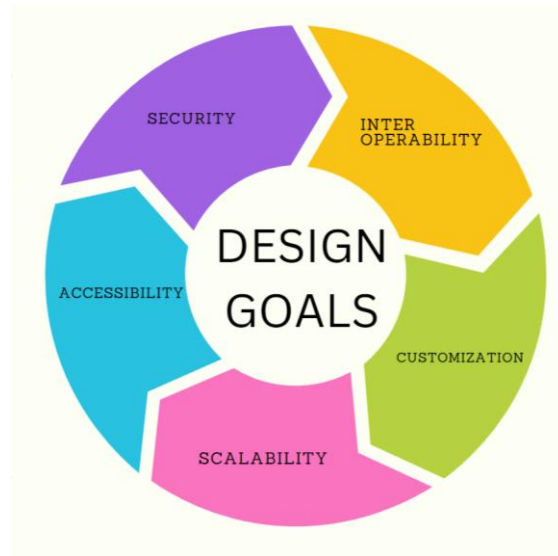 SECURITY
INTER
OPERABILITY
DESIGN
GOALS
ACCESSIBILITY
CUSTOMIZATION
SCALABILITY